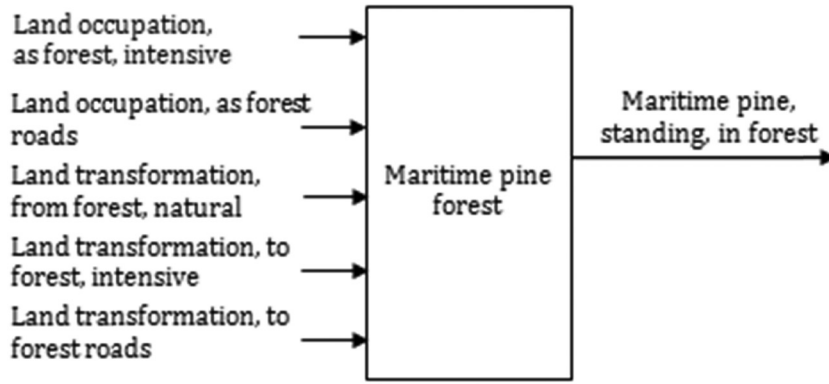 Land occupation,
as forest, intensive
Land occupation, as forest
roads
Land transformation,
from forest, natural
Land transformation, to
forest, intensive
Land transformation, to
forest roads
Maritime pine
forest
Maritime pine,
standing, in forest